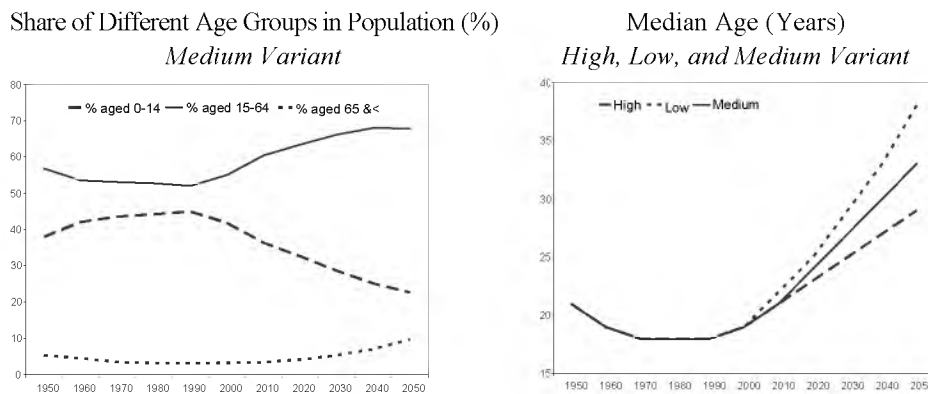 Share of Different Age Groups in Population (%)
Medium Variant
80
70
60
50
40
30
20
10
0
% aged 0-14 % aged 15-64 % aged 65 &<
1950 1960 1970 1980 1990 2000 2010 2020 2030 2040 2050
Median Age (Years)
High, Low, and Medium Variant
40
35
30
25
20
15
High Low Medium
1950 1960 1970 1980 1990 2000 2010 2020 2030 2040 205